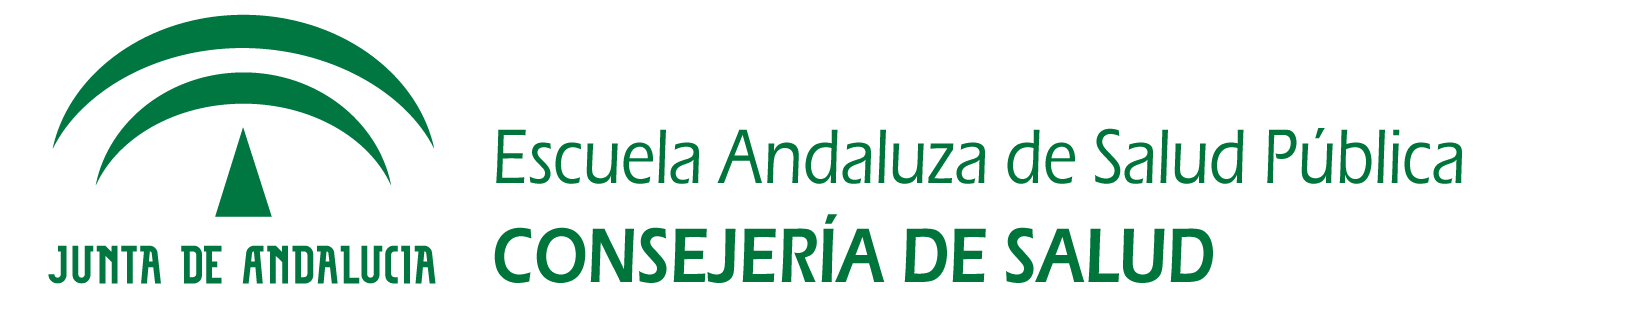 JUNTA DE ANDALUCIA
Escuela Andaluza de Salud Pública
CONSEJERÍA DE SALUD